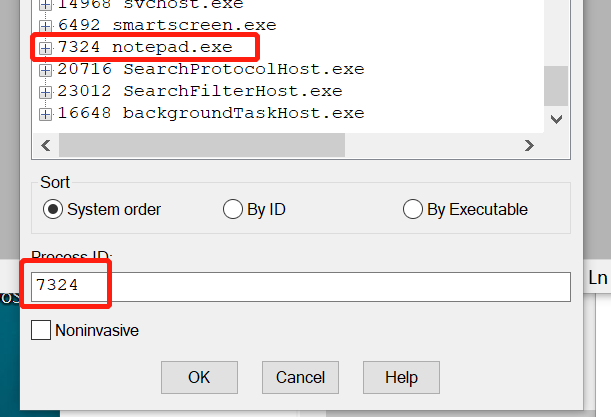 14968 svchost.exe
6492 smartscreen.exe
7324 notepad.exe
20716 SearchProtocolHost.exe
23012 SearchFilterHost.exe
16648 backgroundTaskHost.exe
Sort
System order By ID By Executable
Process ID:
Ln
7324
os
Noninvasive
OK Cancel Help